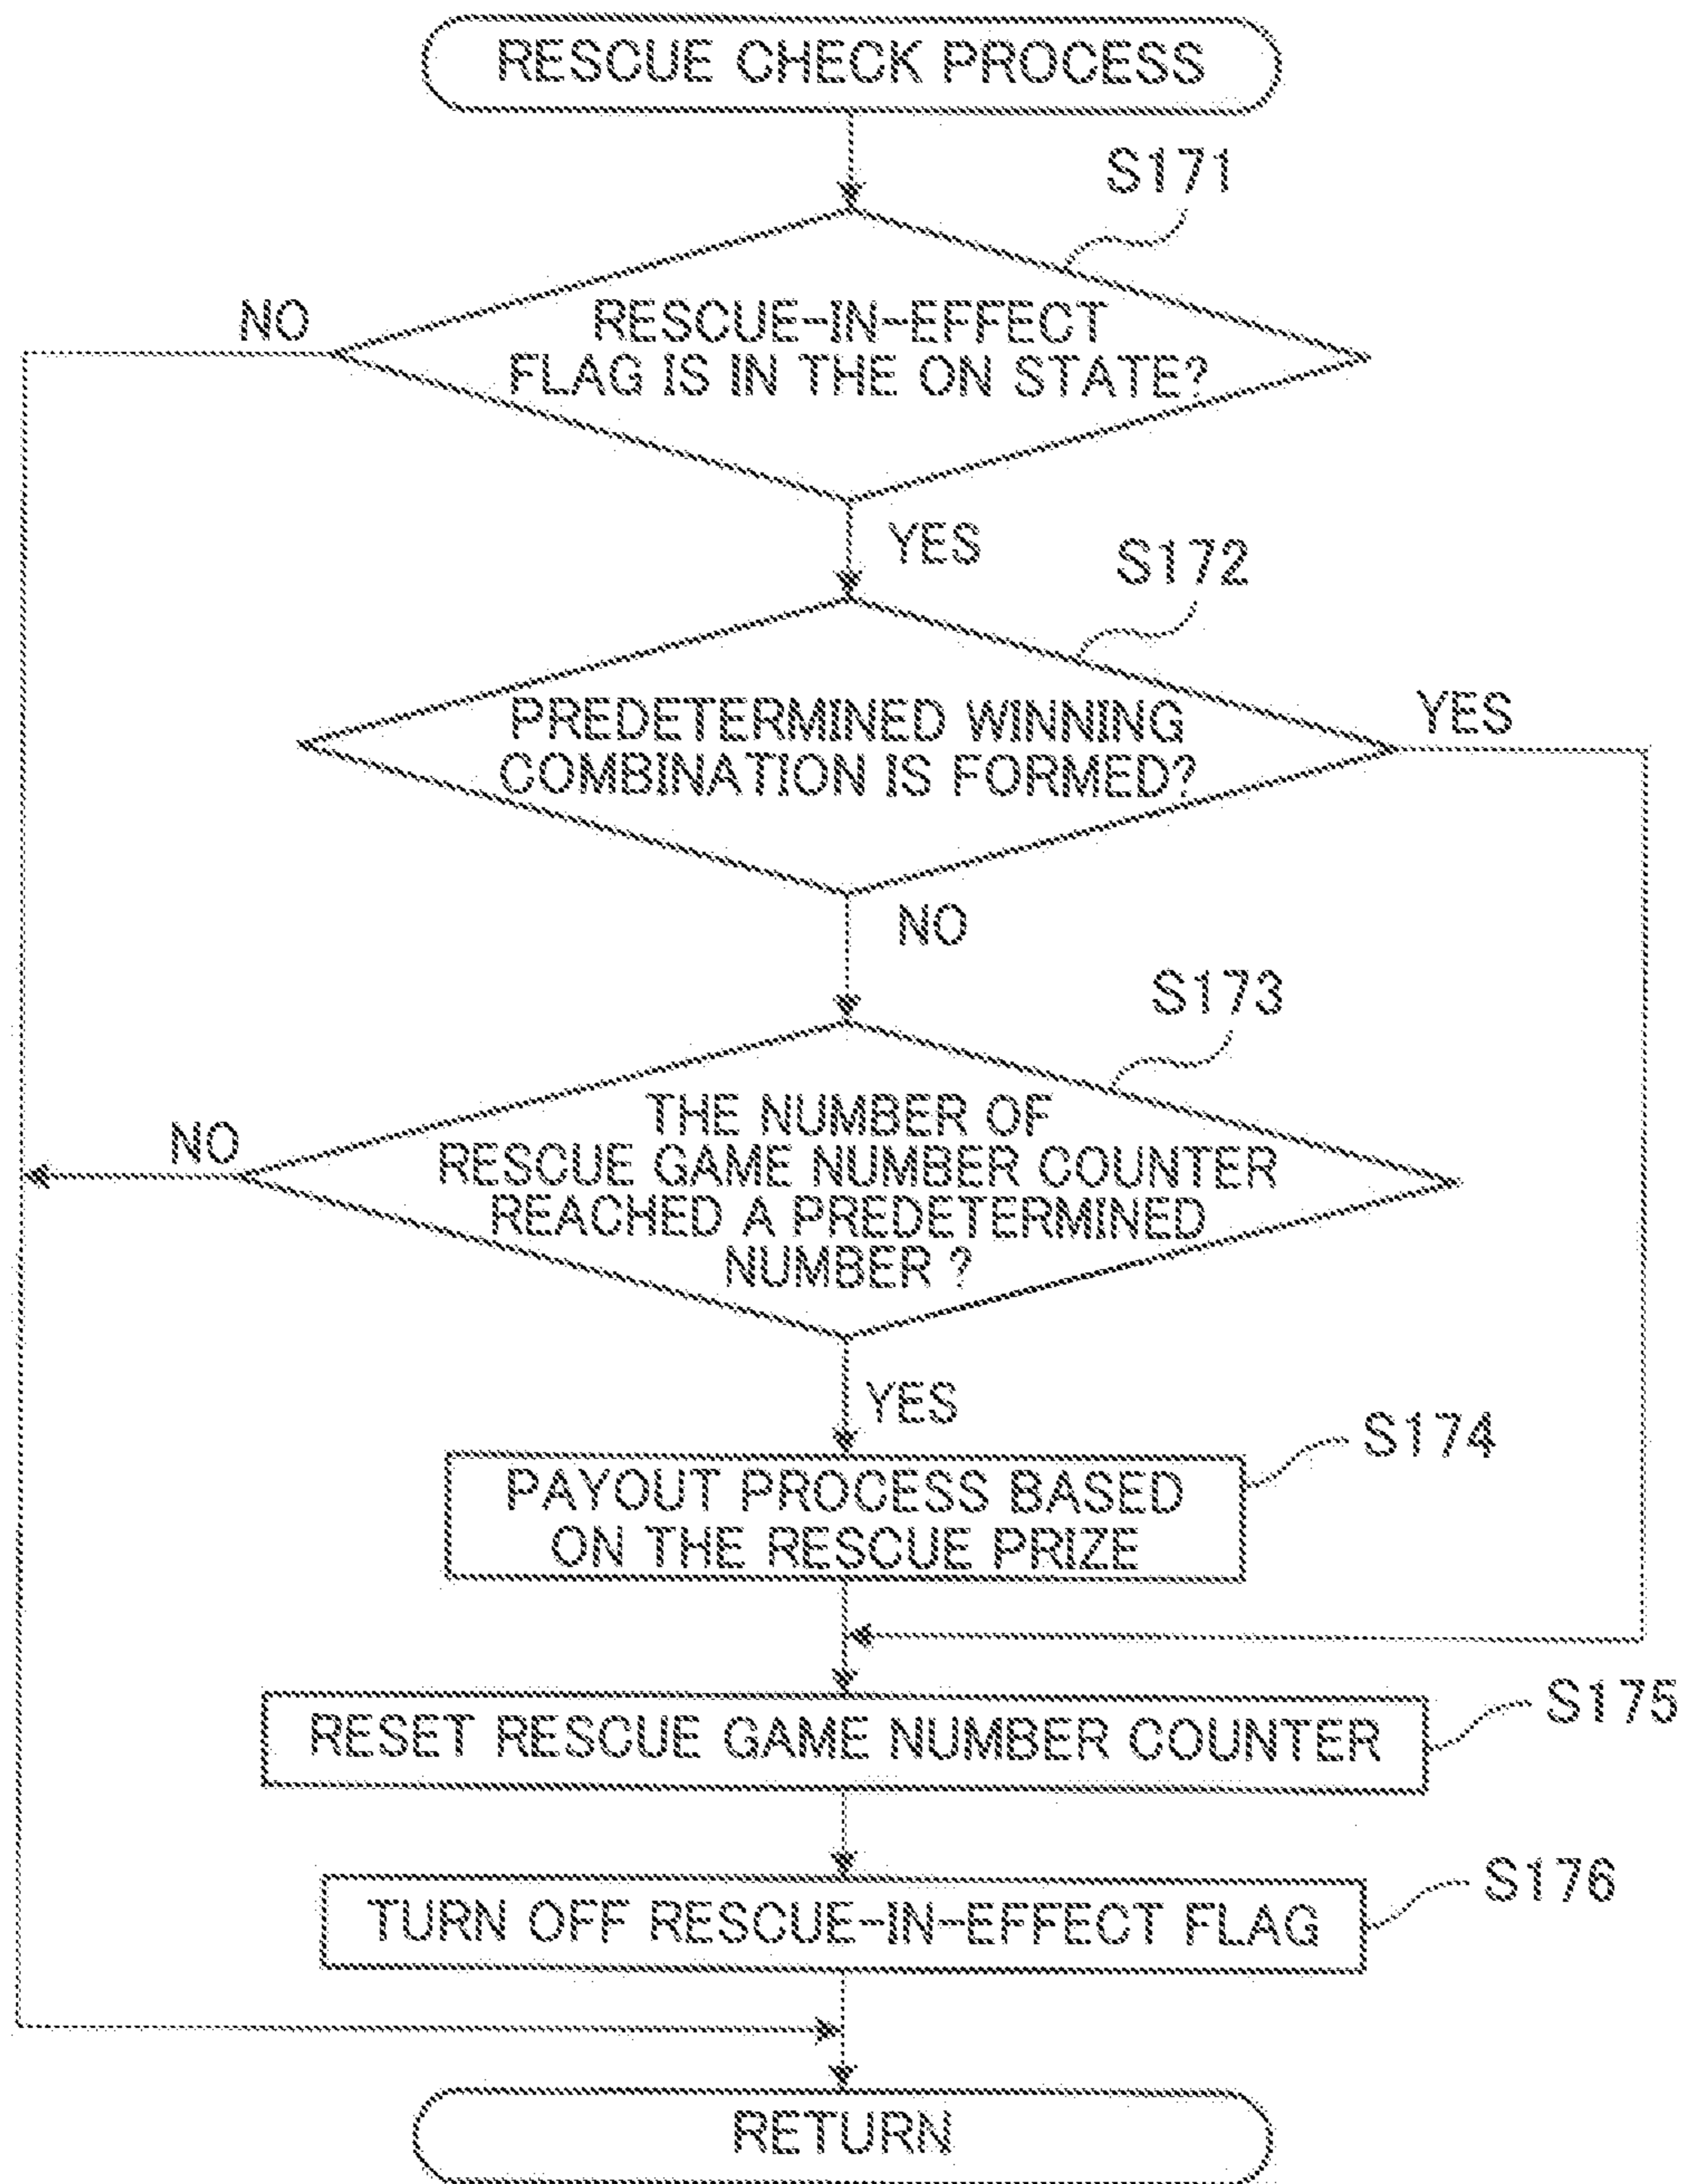 RESCUE CHECK PROCESS
S171
NO
RESCUE-IN-EFFECT
FLAG IS IN THE ON STATE?
YES
S172
PREDETERMINED WINNING
COMBINATION IS FORMED?
YES
NO
S173
NO
THE NUMBER OF
RESCUE GAME NUMBER COUNTER
REACHED A PREDETERMINED
NUMBER ?
YES
S174
PAYOUT PROCESS BASED
ON THE RESCUE PRIZE
S175
RESET RESCUE GAME NUMBER COUNTER
S176
TURN OFF RESCUE-IN-EFFECT FLAG
RETURN